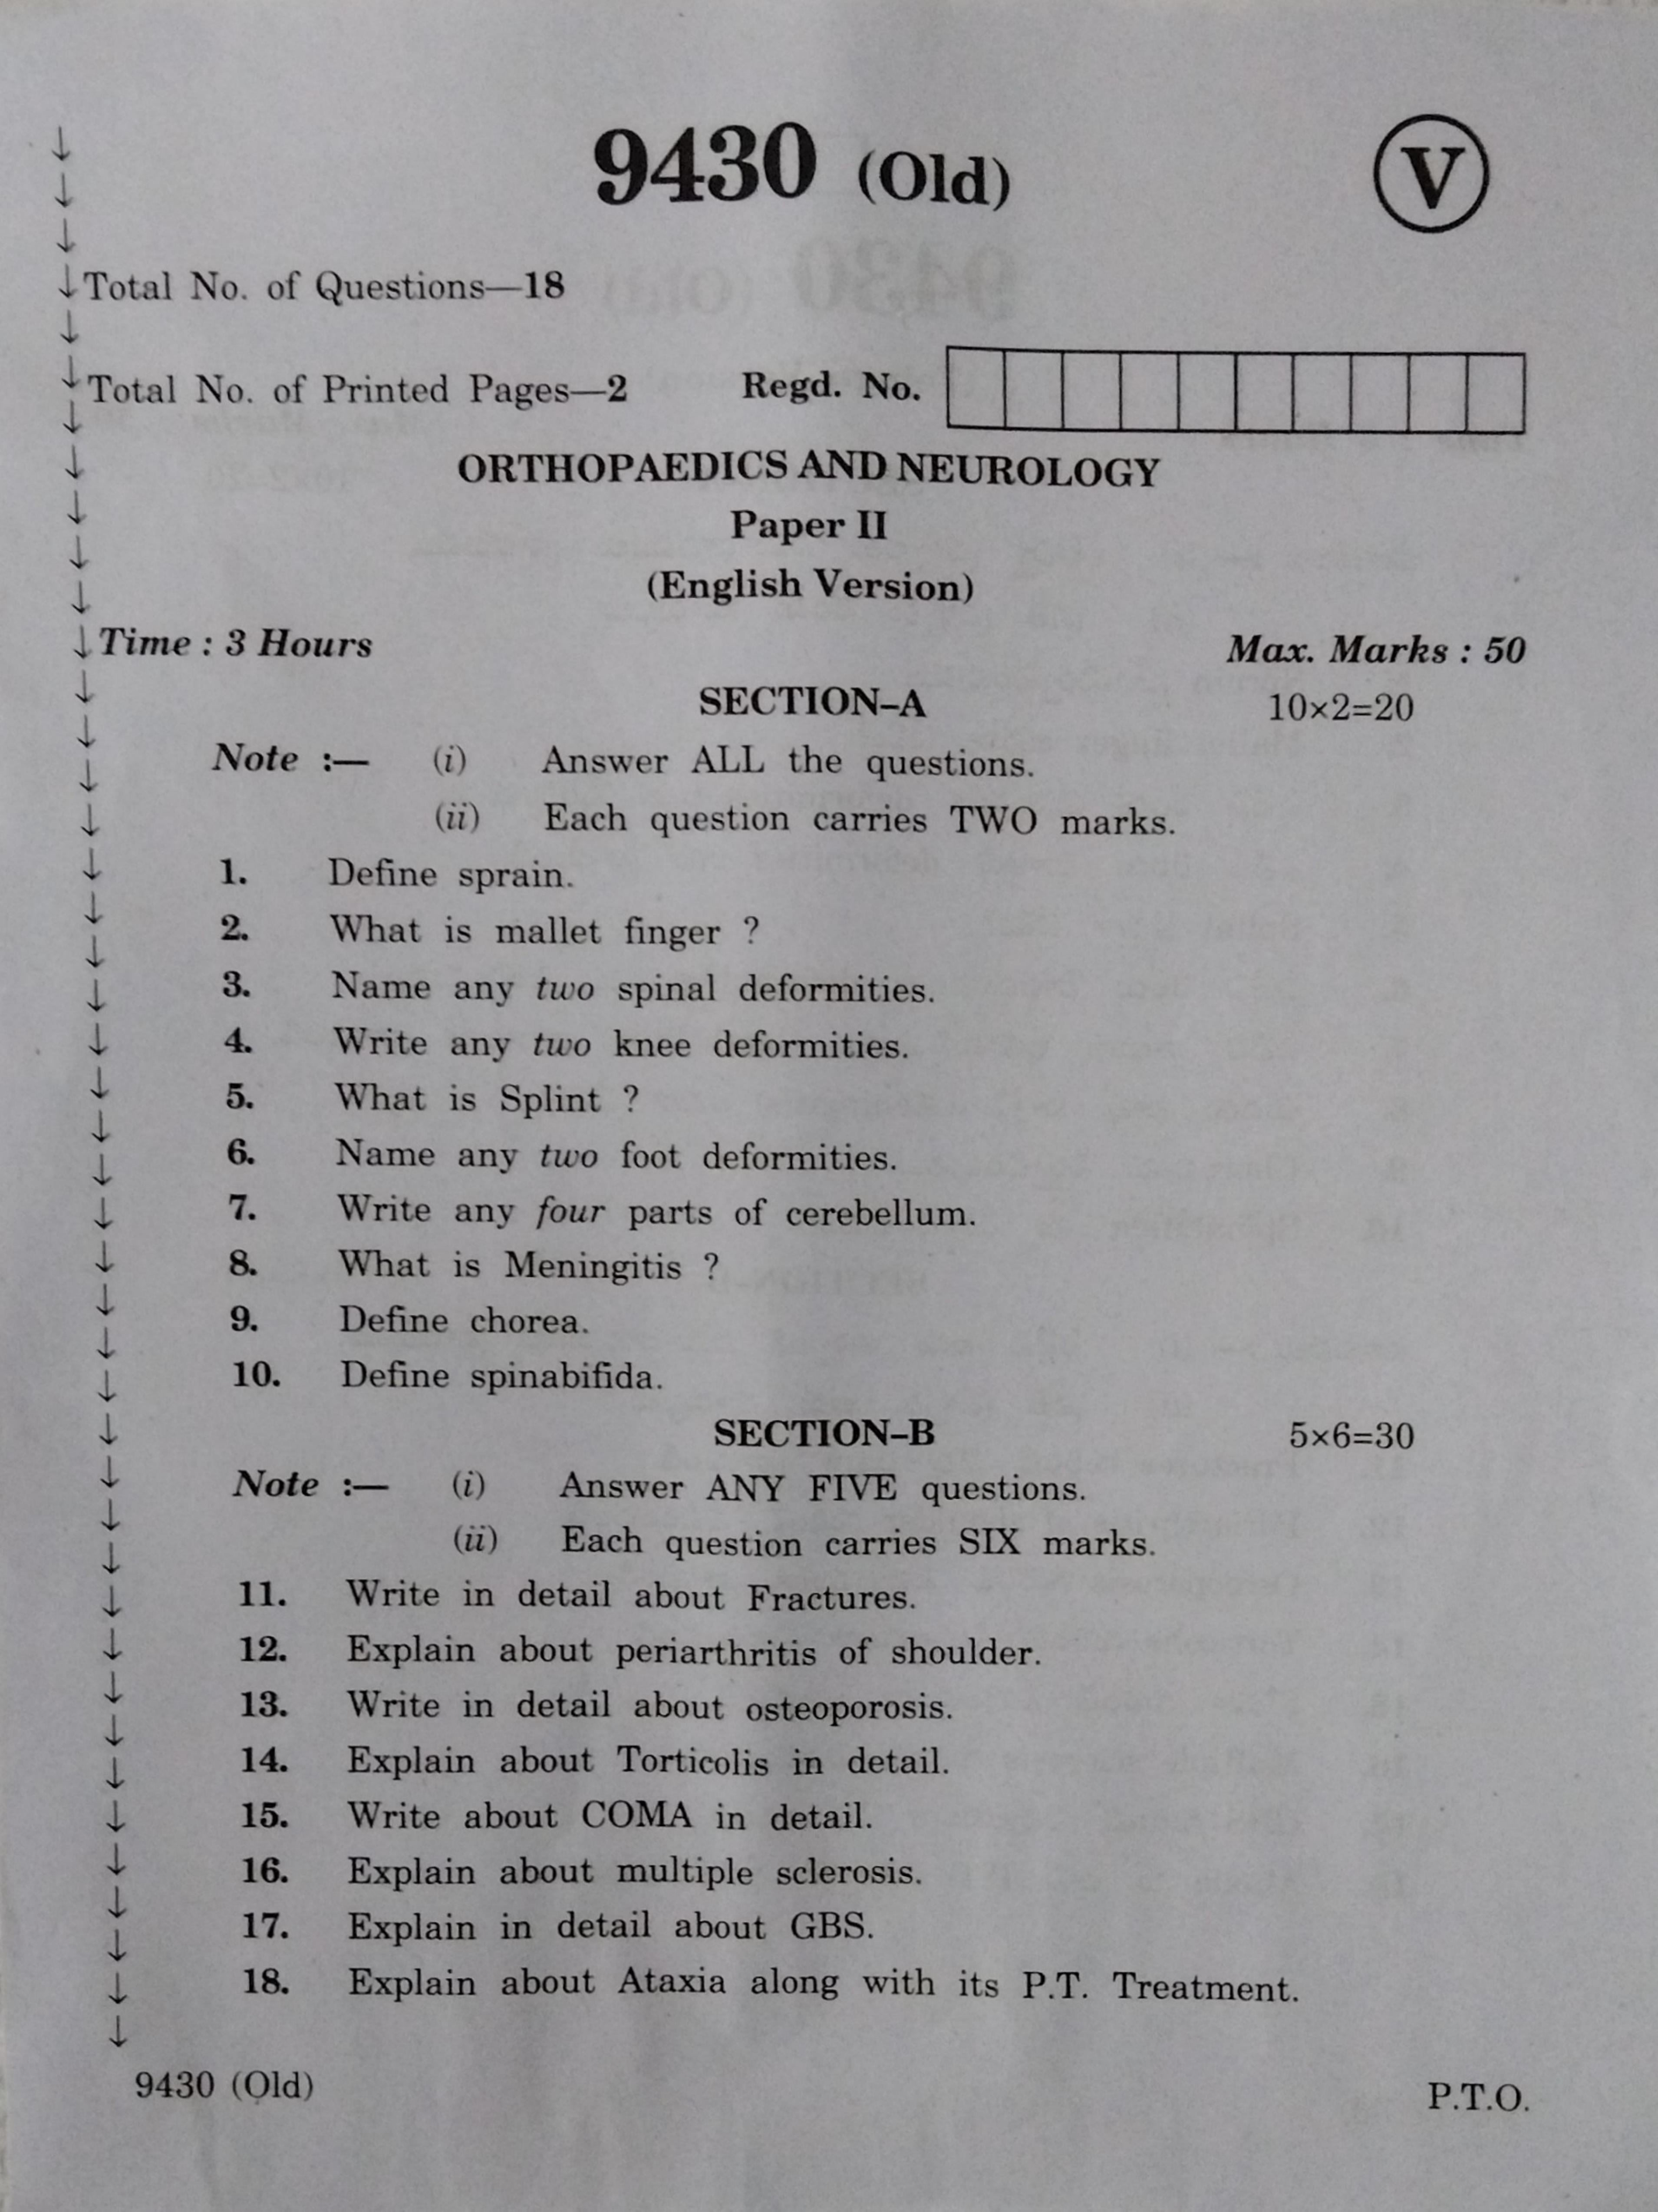 9430 (Old) V
Total No. of Questions—18
Total No. of Printed Pages—2 Regd. No.
ORTHOPAEDICS AND NEUROLOGY
Paper II
(English Version)
Time : 3 Hours Max. Marks : 50
SECTION–A 10×2=20
Note :— (i) Answer ALL the questions.
(ii) Each question carries TWO marks.
1. Define sprain.
2. What is mallet finger ?
3. Name any two spinal deformities.
4. Write any two knee deformities.
5. What is Splint ?
6. Name any two foot deformities.
7. Write any four parts of cerebellum.
8. What is Meningitis ?
9. Define chorea.
10. Define spinabifida.
SECTION–B 5×6=30
Note :— (i) Answer ANY FIVE questions.
(ii) Each question carries SIX marks.
11. Write in detail about Fractures.
12. Explain about periarthritis of shoulder.
13. Write in detail about osteoporosis.
14. Explain about Torticolis in detail.
15. Write about COMA in detail.
16. Explain about multiple sclerosis.
17. Explain in detail about GBS.
18. Explain about Ataxia along with its P.T. Treatment.
9430 (Old) P.T.O.